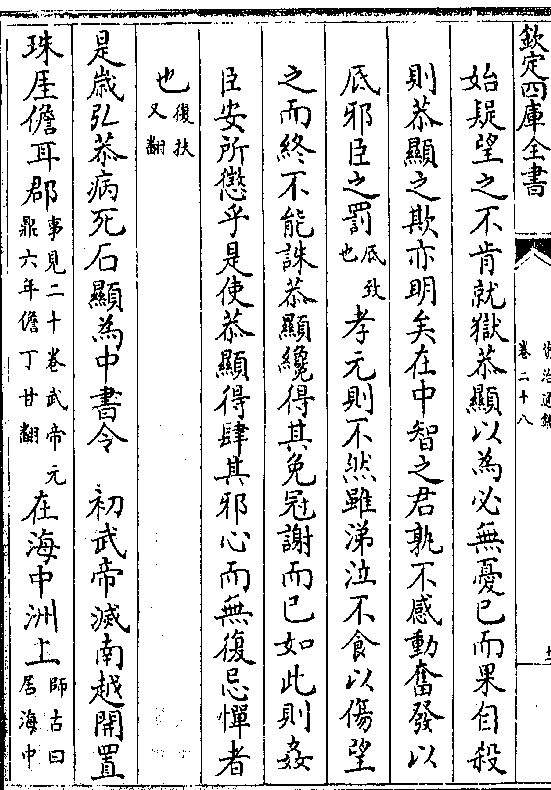 欽定四庫全書
資治通鑑
卷二十八
始疑望之不肯就獄恭顯以為必無憂已而果自殺
則恭顯之欺亦明矣在中智之君孰不感動奮發以
厎邪臣之罰厎致也孝元則不然雖涕泣不食以傷望
之而終不能誅恭顯纔得其免冠謝而已如此則姦
臣安所懲乎是使恭顯得肆其邪心而無復忌憚者
也復扶又翻
是歲弘恭病死石顯為中書令 初武帝滅南越開置
珠厓儋耳郡事見二十卷武帝元鼎六年儋丁甘翻在海中洲上師古曰居海中